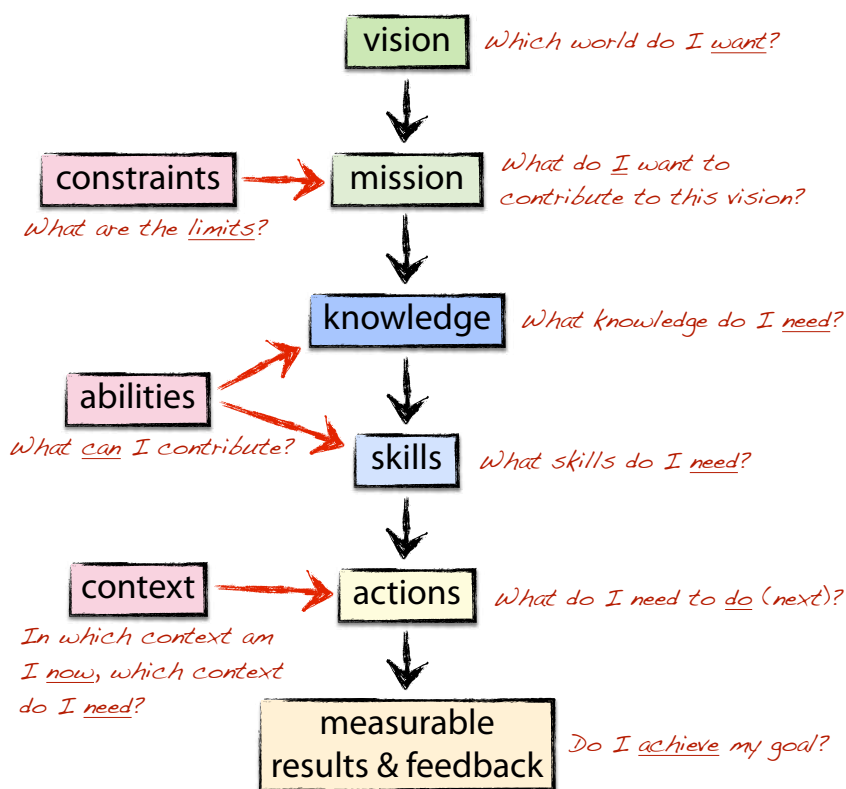 vision
Which world do I want?
constraints
What are the limits?
mission
What do I want to
contribute to this vision?
knowledge
What knowledge do I need?
abilities
What can I contribute?
skills
What skills do I need?
context
In which context am
I now, which context
do I need?
actions
What do I need to do (next)?
measurable
results & feedback
Do I achieve my goal?